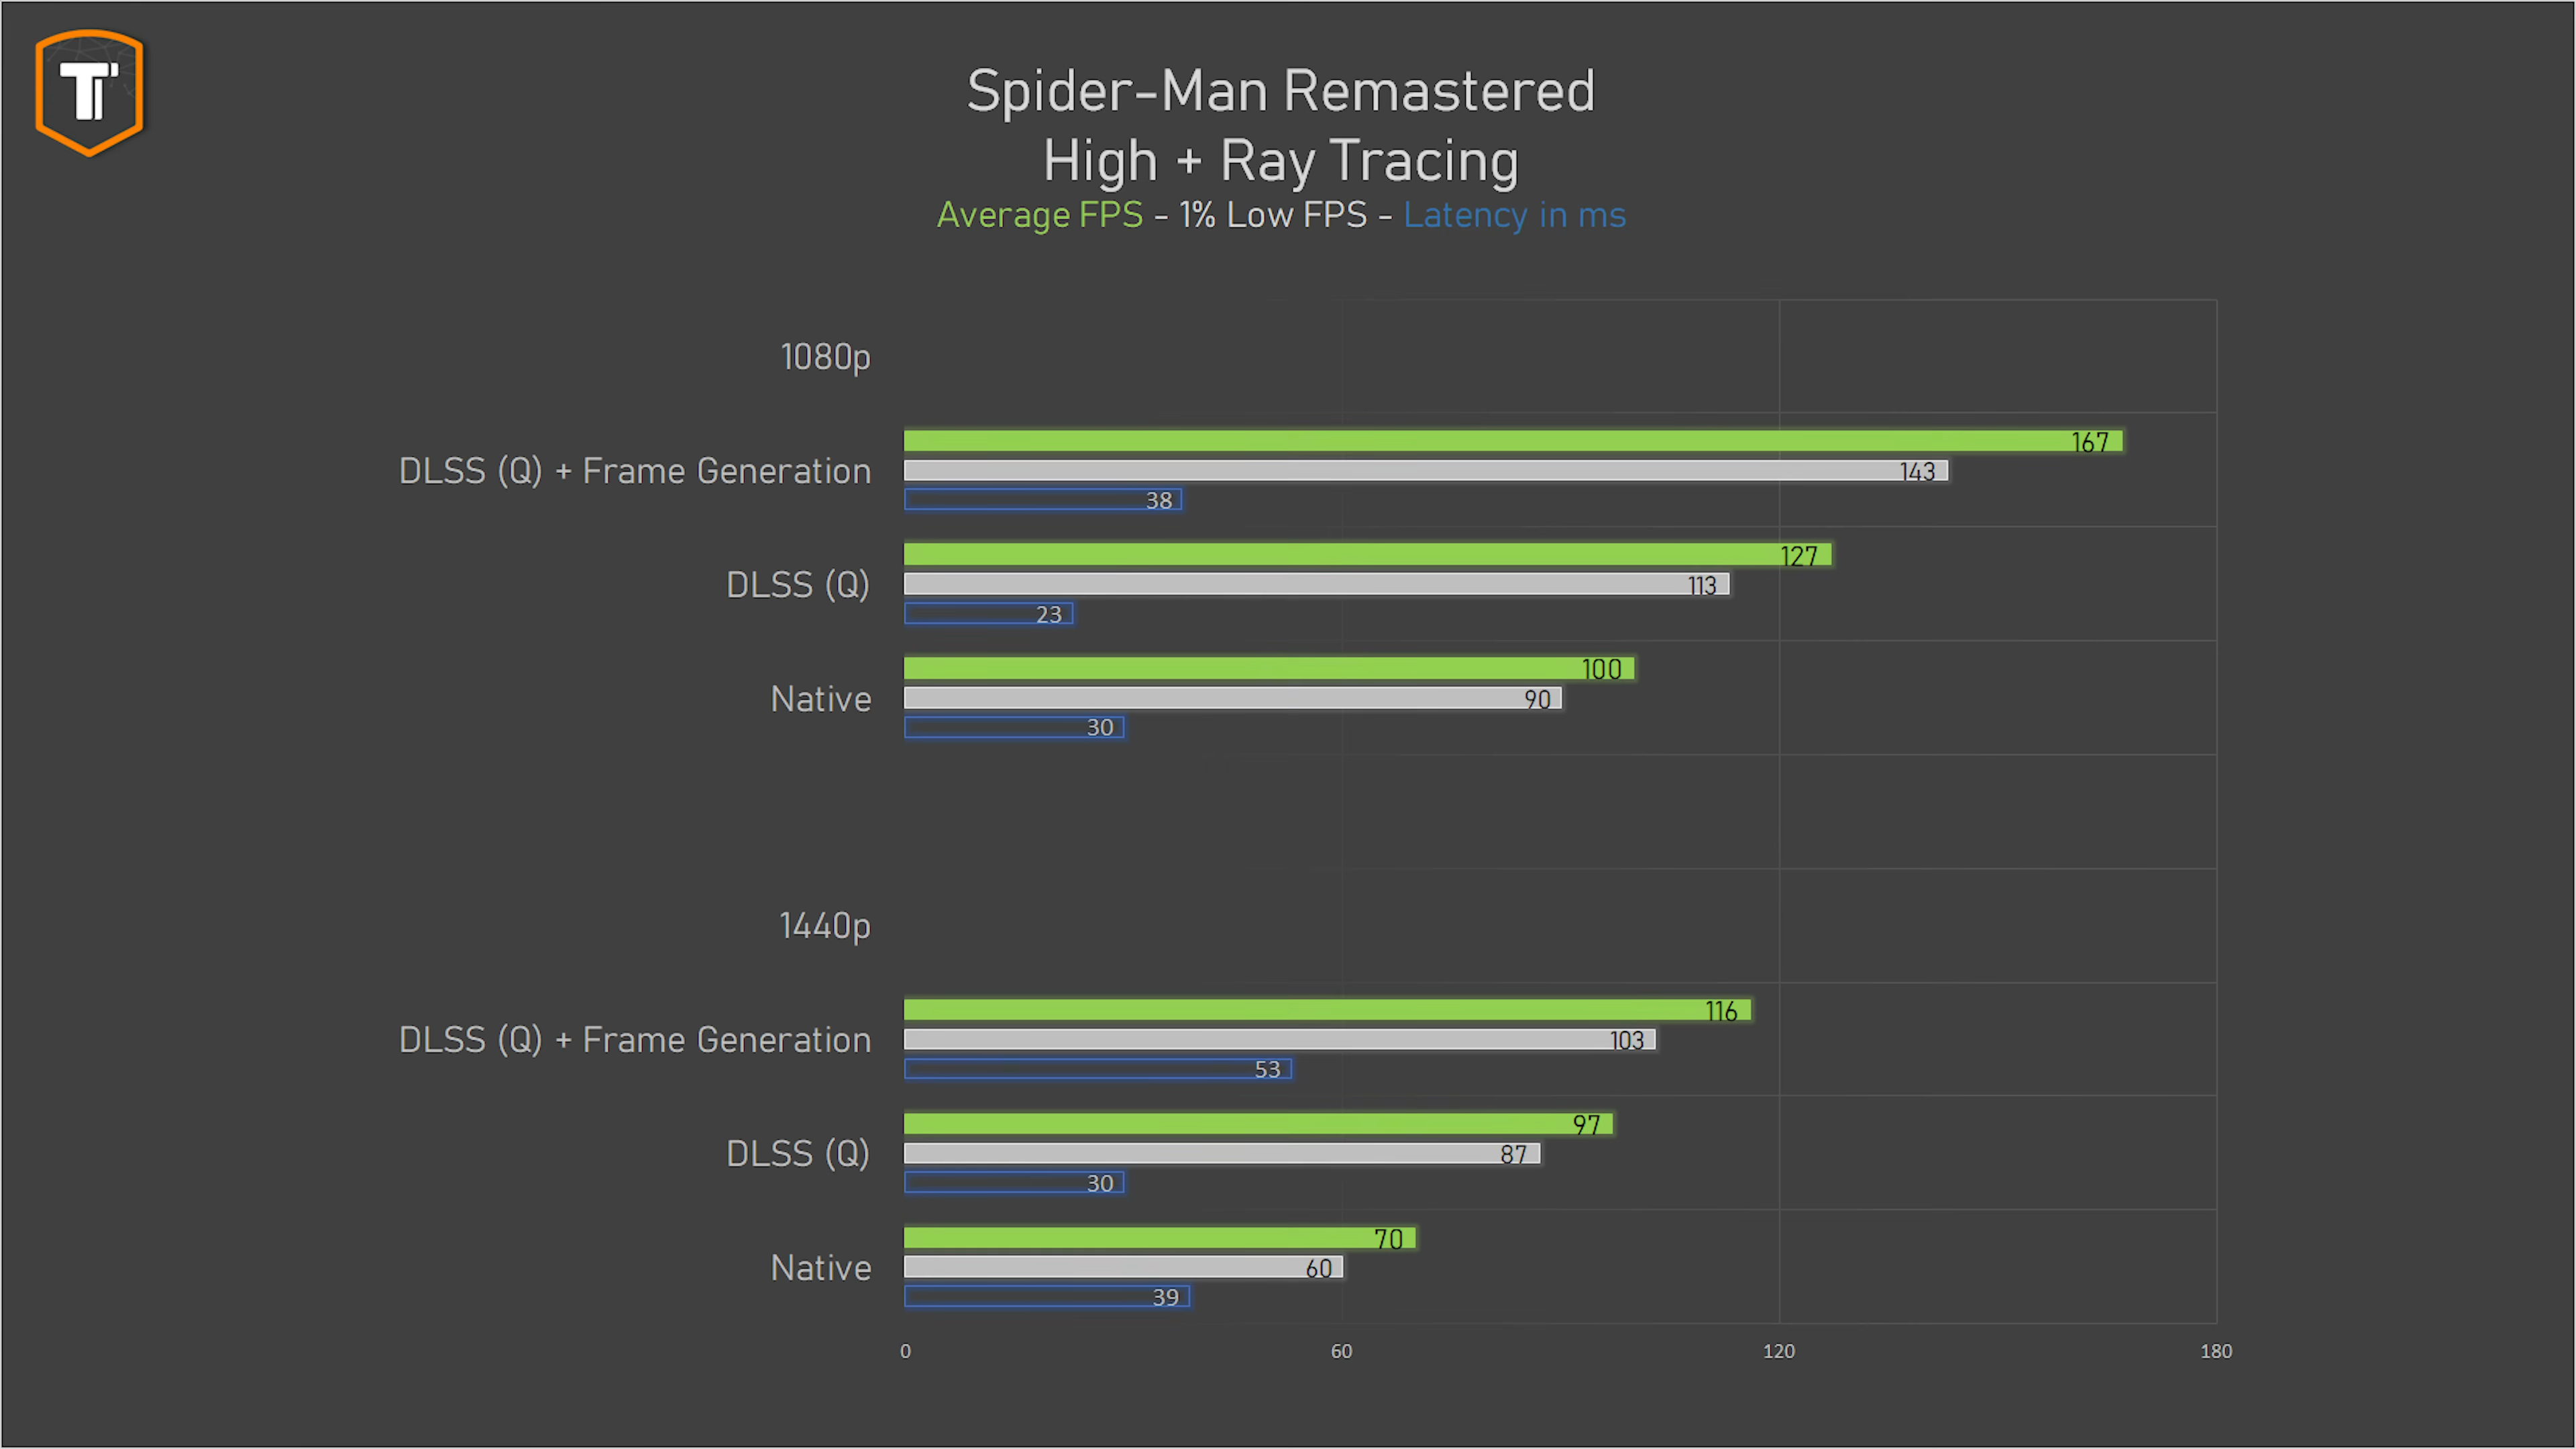 T
Spider-Man Remastered
High + Ray Tracing
Average FPS - 1% Low FPS - Latency in ms
1080p
DLSS (Q) + Frame Generation
167
143
38
DLSS (Q)
127
113
23
Native
100
90
30
1440p
DLSS (Q) + Frame Generation
116
103
53
DLSS (Q)
97
87
30
Native
70
60
39
0 60 120 180